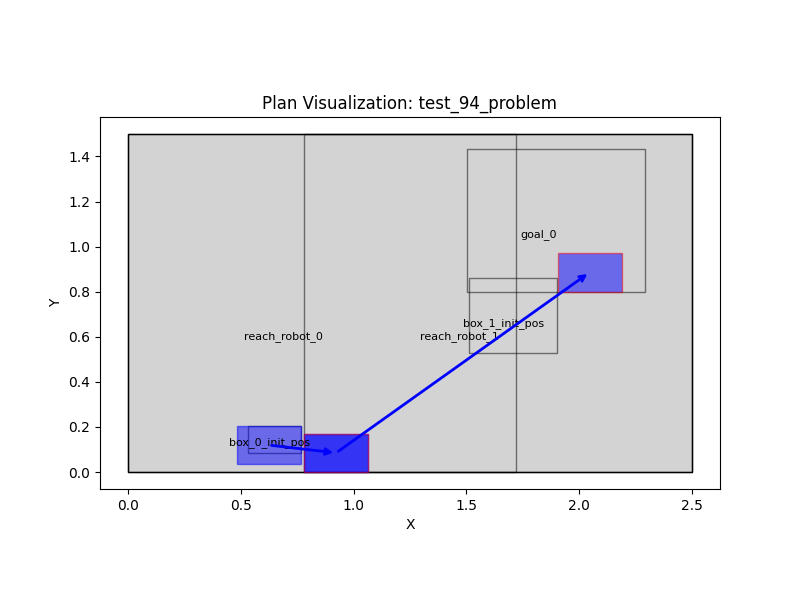 Plan Visualization: test_94_problem
1.4
1.2
1.0
0.8
0.6
0.4
0.2
0.0
Y
goal_0
box_1_init_pos
reach_robot_0
reach_robot_1
box_0_init_pos
0.0
0.5
1.0
1.5
2.0
2.5
X